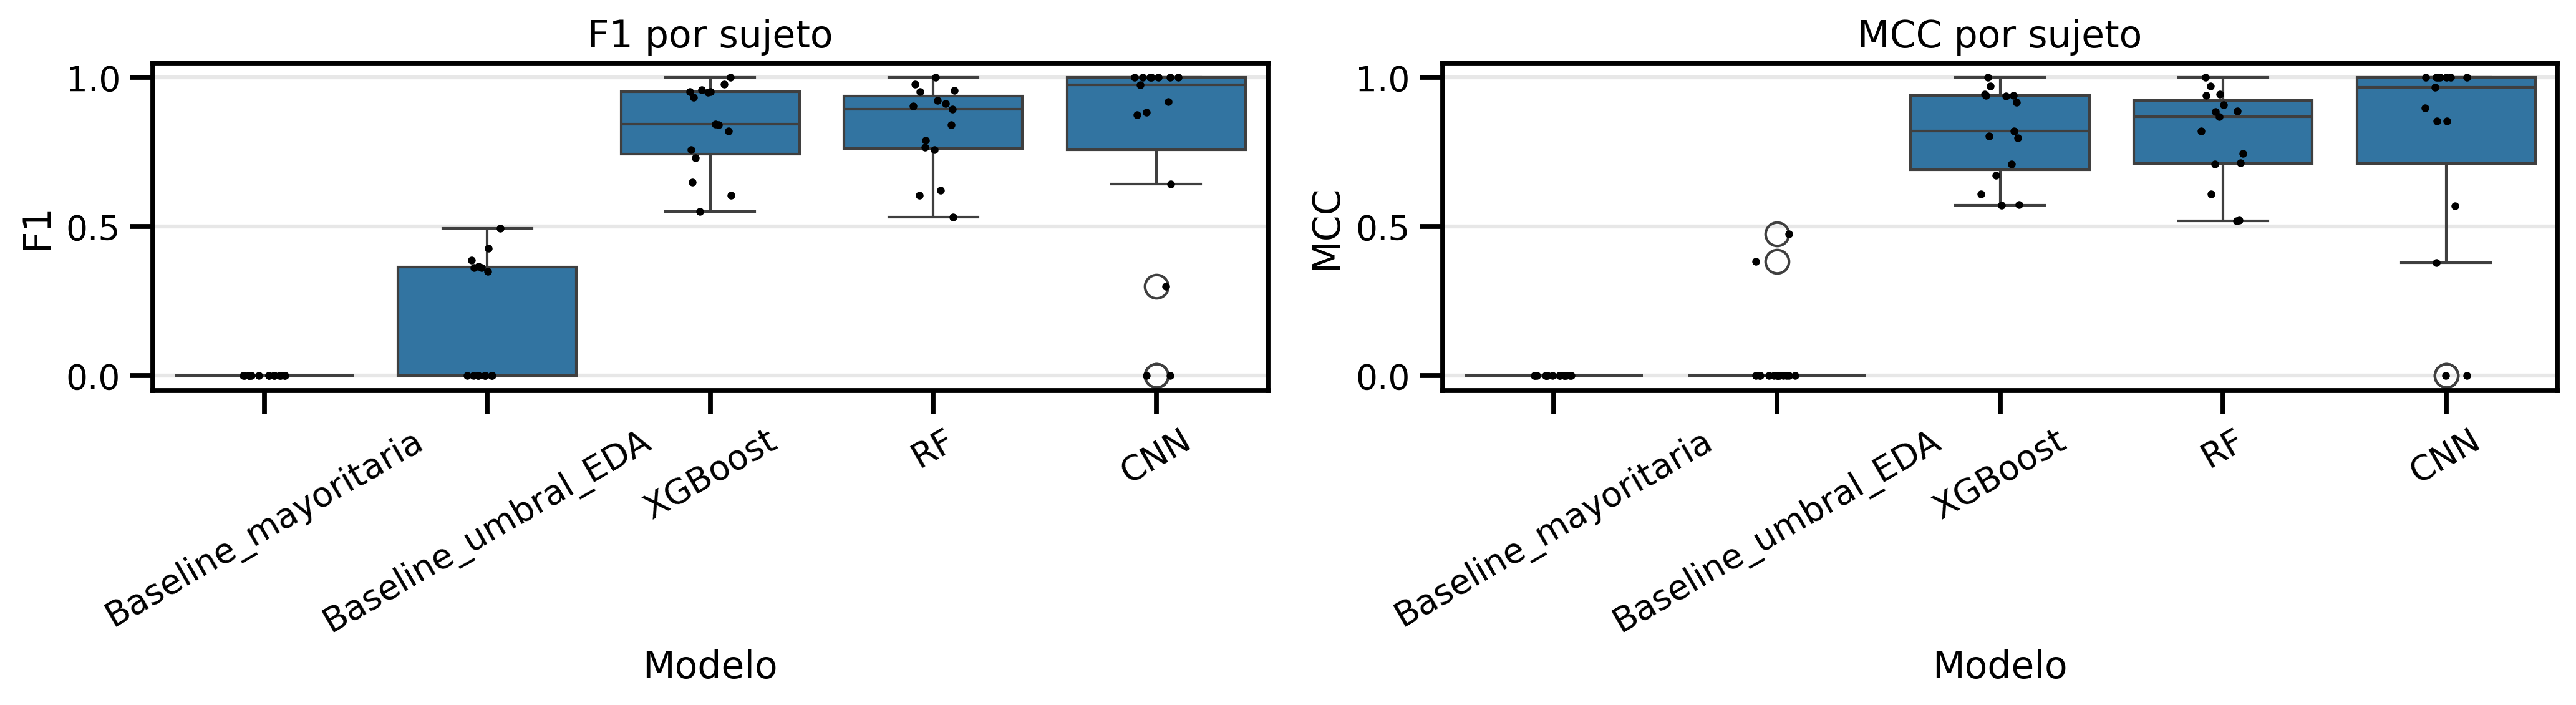 F1 por sujeto
F1
1.0
0.5
0.0
Baseline_mayoritaria
Baseline_umbral_EDA
XGBoost
RF
CNN
Modelo
MCC por sujeto
MCC
1.0
0.5
0.0
Baseline_mayoritaria
Baseline_umbral_EDA
XGBoost
RF
CNN
Modelo